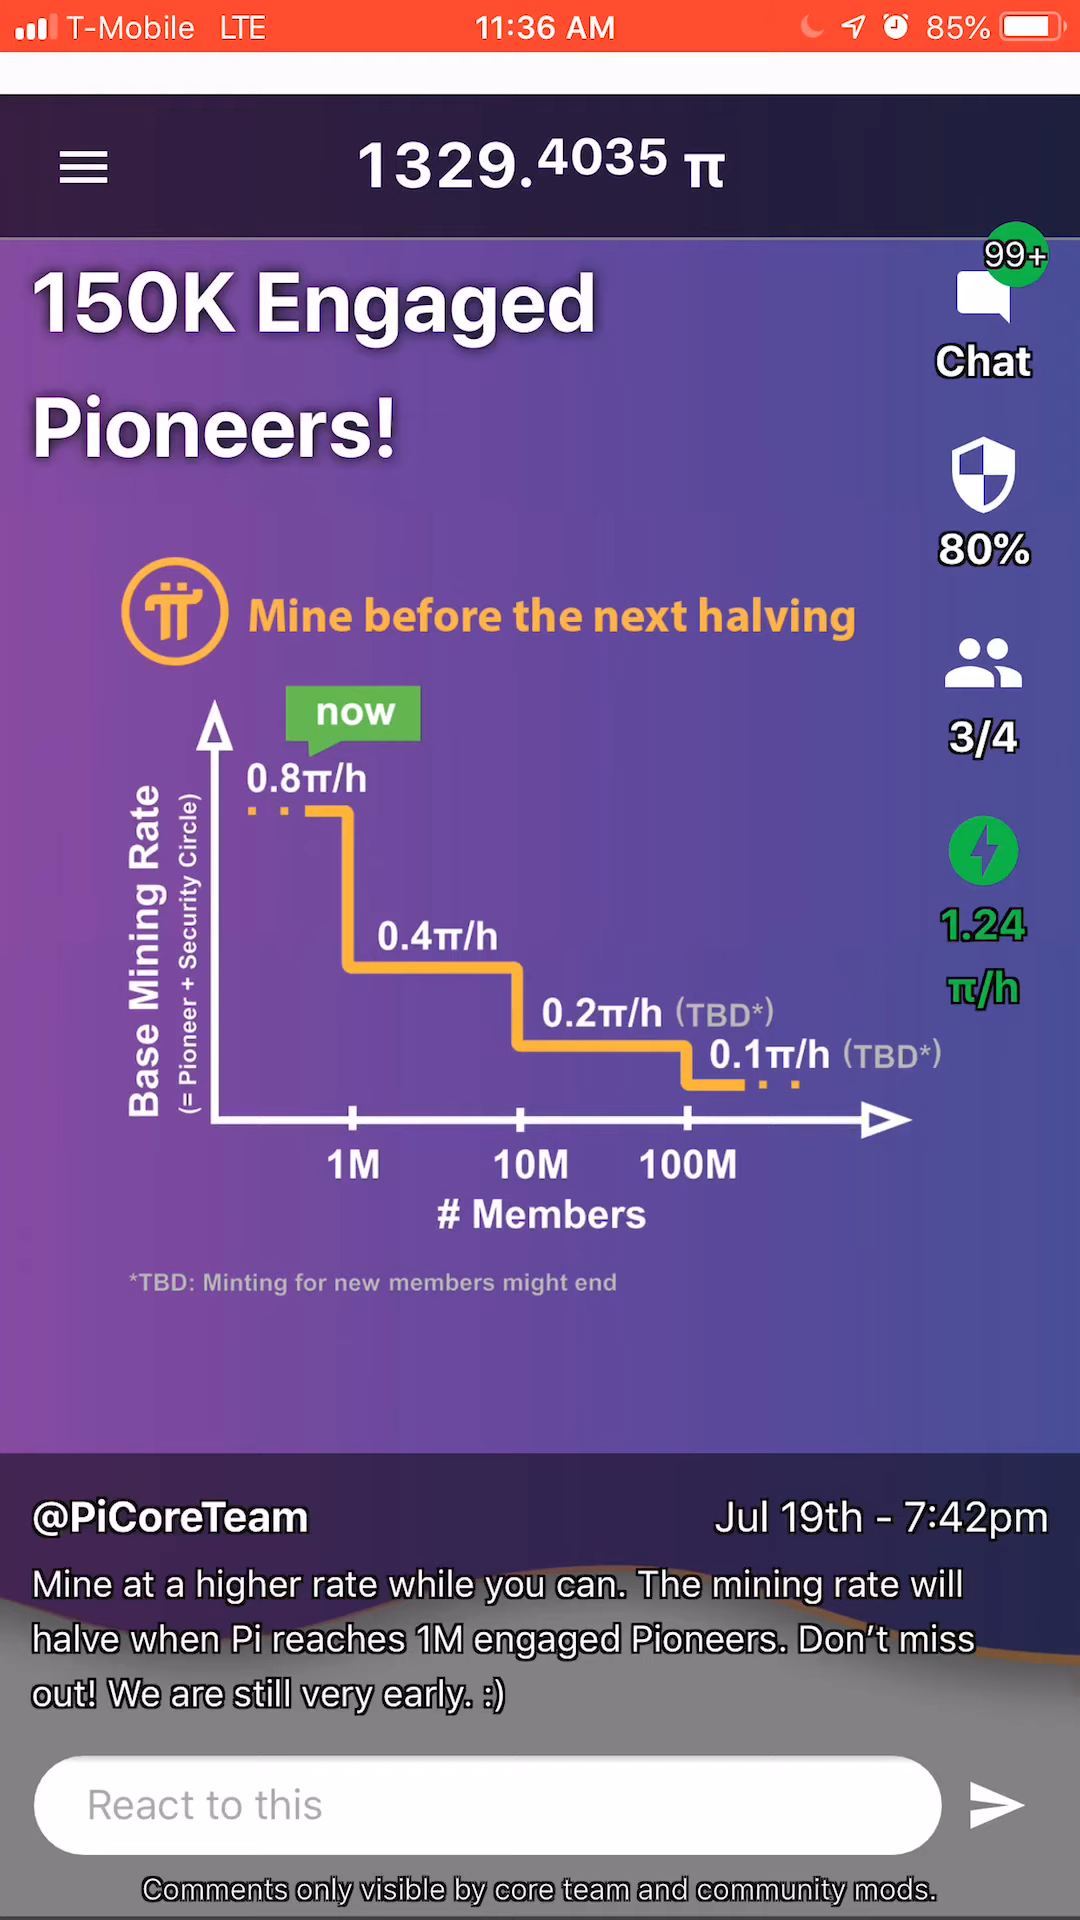 T-Mobile LTE 11:36 AM 85%
1329.4035 π
99+
150K Engaged
Pioneers!
Chat
80%
3/4
1.24
π/h
Mine before the next halving
now
0.8π/h
0.4π/h
0.2π/h (TBD*)
0.1π/h (TBD*)
Base Mining Rate
(= Pioneer + Security Circle)
1M 10M 100M
# Members
*TBD: Minting for new members might end
@PiCoreTeam Jul 19th - 7:42pm
Mine at a higher rate while you can. The mining rate will
halve when Pi reaches 1M engaged Pioneers. Don’t miss
out! We are still very early. :)
React to this
Comments only visible by core team and community mods.